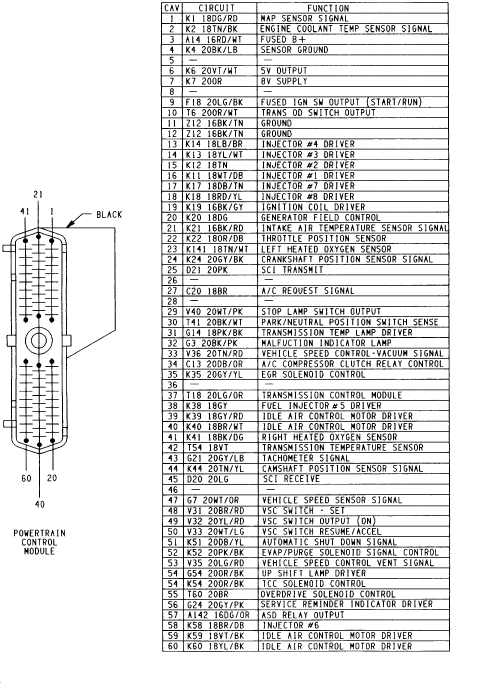 21
41 1
BLACK
60 20
40
POWERTRAIN
CONTROL
MODULE
CAV CIRCUIT FUNCTION
1 K1 18DG/RD MAP SENSOR SIGNAL
2 K2 18TN/BK ENGINE COOLANT TEMP SENSOR SIGNAL
3 A14 16RD/WT FUSED B+
4 K4 20BK/LB SENSOR GROUND
5 — —
6 K6 20VT/WT 5V OUTPUT
7 K7 20OR 8V SUPPLY
8 — —
9 F18 20LG/BK FUSED IGN SW OUTPUT (START/RUN)
10 T6 20OR/WT TRANS OD SWITCH OUTPUT
11 Z12 16BK/TN GROUND
12 Z12 16BK/TN GROUND
13 K14 18LB/BR INJECTOR #4 DRIVER
14 K13 18YL/WT INJECTOR #3 DRIVER
15 K12 18TN INJECTOR #2 DRIVER
16 K11 18WT/DB INJECTOR #1 DRIVER
17 K17 18DB/TN INJECTOR #7 DRIVER
18 K18 18RD/YL INJECTOR #8 DRIVER
19 K19 16BK/GY IGNITION COIL DRIVER
20 K20 18DG GENERATOR FIELD CONTROL
21 K21 16BK/RD INTAKE AIR TEMPERATURE SENSOR SIGNAL
22 K22 18OR/DB THROTTLE POSITION SENSOR
23 K141 18TN/WT LEFT HEATED OXYGEN SENSOR
24 K24 20GY/BK CRANKSHAFT POSITION SENSOR SIGNAL
25 D21 20PK SCI TRANSMIT
26 — —
27 C20 18BR A/C REQUEST SIGNAL
28 — —
29 V40 20WT/PK STOP LAMP SWITCH OUTPUT
30 T41 20BK/WT PARK/NEUTRAL POSITION SWITCH SENSE
31 G14 18PK/BK TRANSMISSION TEMP LAMP DRIVER
32 G3 20BK/PK MALFUCTION INDICATOR LAMP
33 V36 20TN/RD VEHICLE SPEED CONTROL-VACUUM SIGNAL
34 C13 20DB/OR A/C COMPRESSOR CLUTCH RELAY CONTROL
35 K35 20GY/YL EGR SOLENOID CONTROL
36 — —
37 T18 20LG/OR TRANSMISSION CONTROL MODULE
38 K38 18GY FUEL INJECTOR #5 DRIVER
39 K39 18GY/RD IDLE AIR CONTROL MOTOR DRIVER
40 K40 18BR/WT IDLE AIR CONTROL MOTOR DRIVER
41 K41 18BK/DG RIGHT HEATED OXYGEN SENSOR
42 T54 18VT TRANSMISSION TEMPERATURE SENSOR
43 G21 20GY/LB TACHOMETER SIGNAL
44 K44 20TN/YL CAMSHAFT POSITION SENSOR SIGNAL
45 D20 20LG SCI RECEIVE
46 — —
47 G7 20WT/OR VEHICLE SPEED SENSOR SIGNAL
48 V31 20BR/RD VSC SWITCH - SET
49 V32 20YL/RD VSC SWITCH OUTPUT (ON)
50 V33 20WT/LG VSC SWITCH RESUME/ACCEL
51 K51 20DB/YL AUTOMATIC SHUT DOWN SIGNAL
52 K52 20PK/BK EVAP/PURGE SOLENOID SIGNAL CONTROL
53 V35 20LG/RD VEHICLE SPEED CONTROL VENT SIGNAL
54 G54 20OR/BK UP SHIFT LAMP DRIVER
54 K54 20OR/BK TCC SOLENOID CONTROL
55 T60 20BR OVERDRIVE SOLENOID CONTROL
56 G24 20GY/PK SERVICE REMINDER INDICATOR DRIVER
57 A142 16DG/OR ASD RELAY OUTPUT
58 K58 18BR/DB INJECTOR #6
59 K59 18VT/BK IDLE AIR CONTROL MOTOR DRIVER
60 K60 18YL/BK IDLE AIR CONTROL MOTOR DRIVER